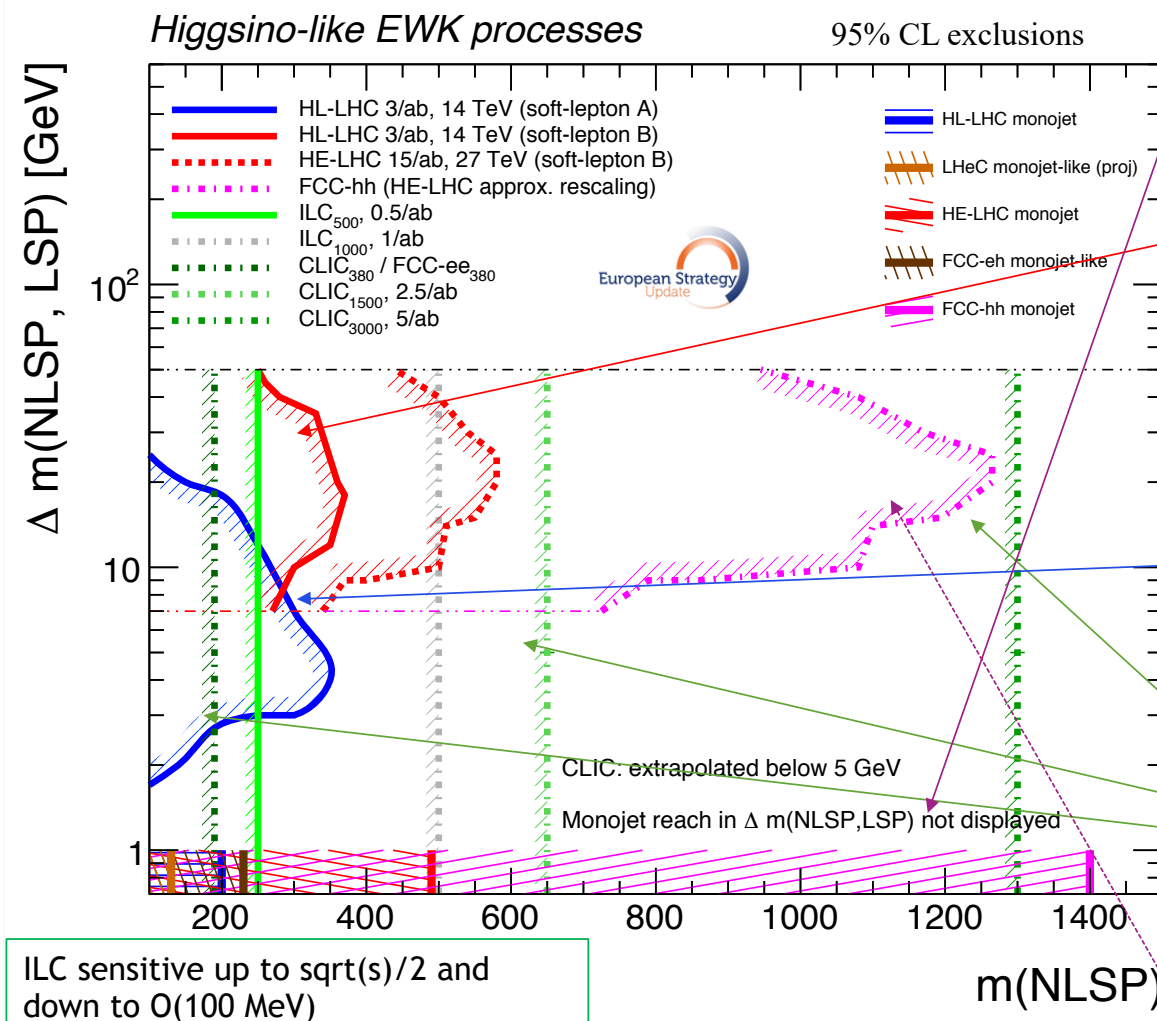 Higgsino-like EWK processes
95% CL exclusions
Δ m(NLSP, LSP) [GeV]
HL-LHC 3/ab, 14 TeV (soft-lepton A)
HL-LHC 3/ab, 14 TeV (soft-lepton B)
HE-LHC 15/ab, 27 TeV (soft-lepton B)
FCC-hh (HE-LHC approx. rescaling)
ILC500, 0.5/ab
ILC1000, 1/ab
CLIC380 / FCC-ee380
CLIC1500, 2.5/ab
CLIC3000, 5/ab
European Strategy
Update
HL-LHC monojet
LHeC monojet-like (proj)
HE-LHC monojet
FCC-eh monojet-like
FCC-hh monojet
10²
10
1
CLIC: extrapolated below 5 GeV
Monojet reach in Δ m(NLSP,LSP) not displayed
200 400 600 800 1000 1200 1400
m(NLSP)
ILC sensitive up to sqrt(s)/2 and
down to O(100 MeV)